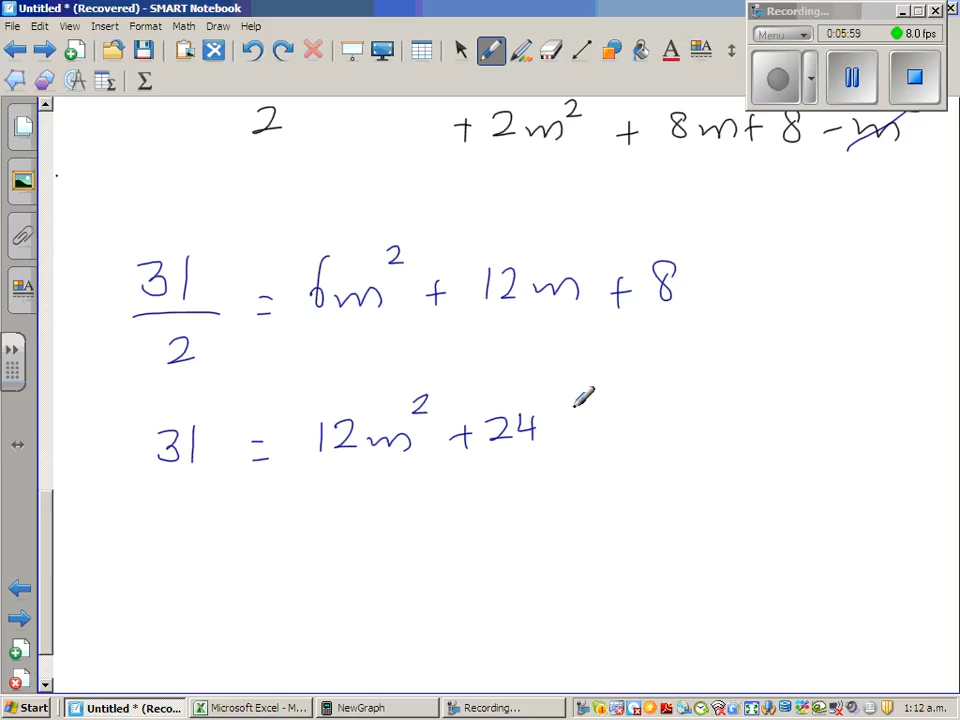 Untitled * (Recovered) - SMART Notebook
File Edit View Insert Format Math Draw Help
Recording...
Menu
0:05:59
8.0 fps
2 + 2m² + 8m + 8 - m
31/2 = 6m² + 12m + 8
31 = 12m² + 24
Start
Untitled * (Reco...
Microsoft Excel - M...
NewGraph
Recording...
1:12 a.m.